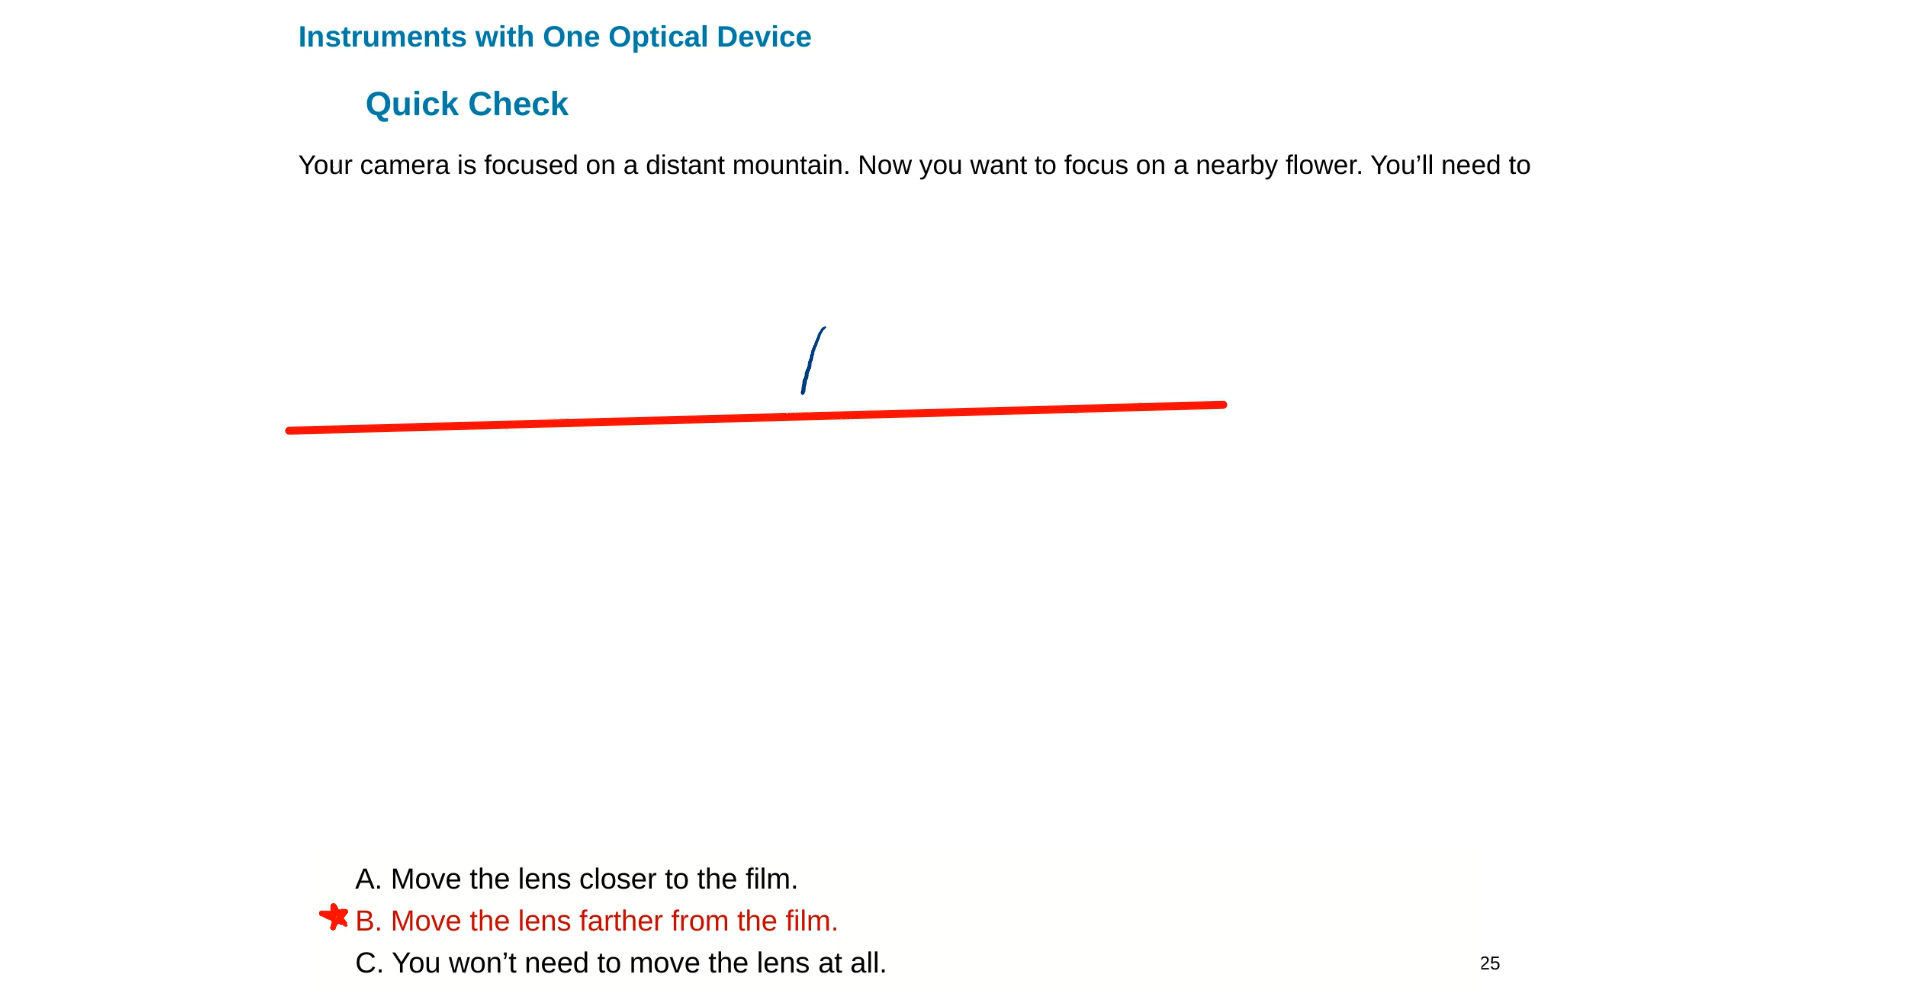 Instruments with One Optical Device
Quick Check
Your camera is focused on a distant mountain. Now you want to focus on a nearby flower. You’ll need to
A. Move the lens closer to the film.
B. Move the lens farther from the film.
C. You won’t need to move the lens at all.
25